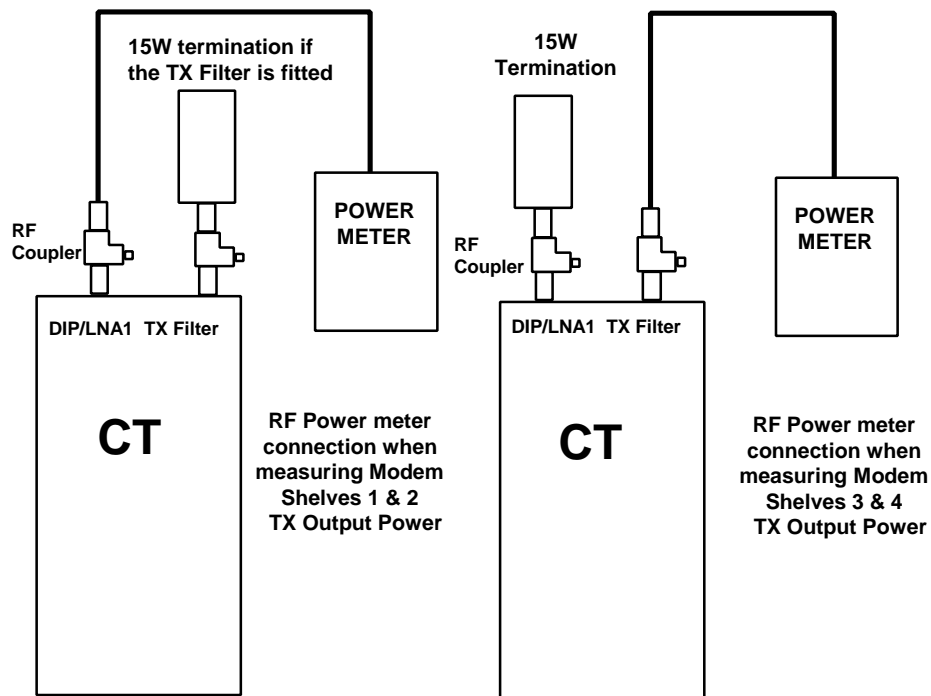 15W termination if
the TX Filter is fitted
RF
Coupler
POWER
METER
DIP/LNA1 TX Filter
CT
RF Power meter
connection when
measuring Modem
Shelves 1 & 2
TX Output Power
15W
Termination
RF
Coupler
POWER
METER
DIP/LNA1 TX Filter
CT
RF Power meter
connection when
measuring Modem
Shelves 3 & 4
TX Output Power